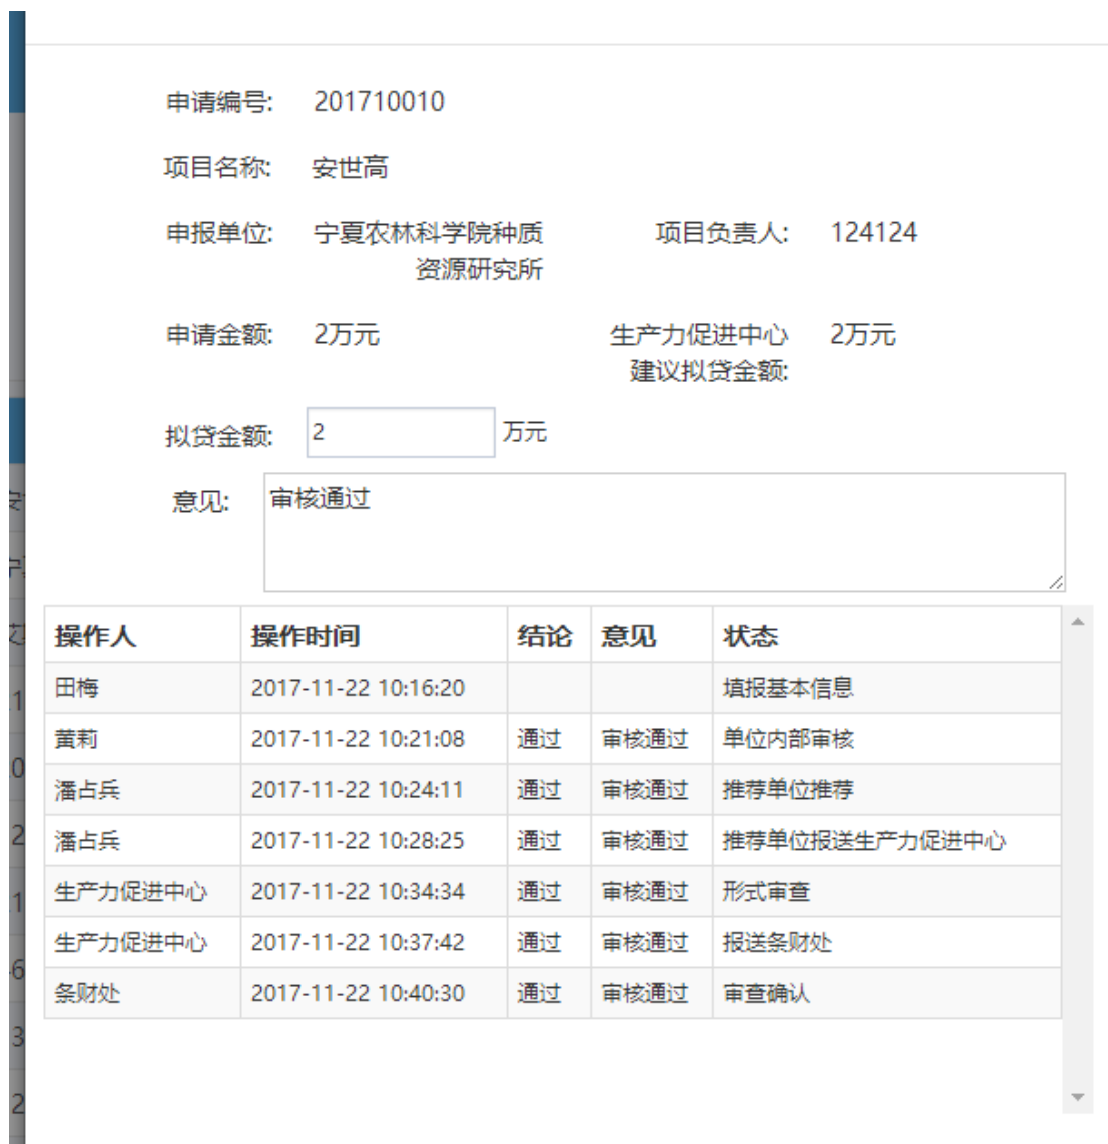 申请编号: 201710010
项目名称: 安世高
申报单位: 宁夏农林科学院种质 项目负责人: 124124
资源研究所
申请金额: 2万元 生产力促进中心 2万元
建议拟贷金额:
拟贷金额: 2 万元
意见: 审核通过
操作人 操作时间 结论 意见 状态
田梅 2017-11-22 10:16:20 填报基本信息
黄莉 2017-11-22 10:21:08 通过 审核通过 单位内部审核
潘占兵 2017-11-22 10:24:11 通过 审核通过 推荐单位推荐
潘占兵 2017-11-22 10:28:25 通过 审核通过 推荐单位报送生产力促进中心
生产力促进中心 2017-11-22 10:34:34 通过 审核通过 形式审查
生产力促进中心 2017-11-22 10:37:42 通过 审核通过 报送条财处
条财处 2017-11-22 10:40:30 通过 审核通过 审查确认